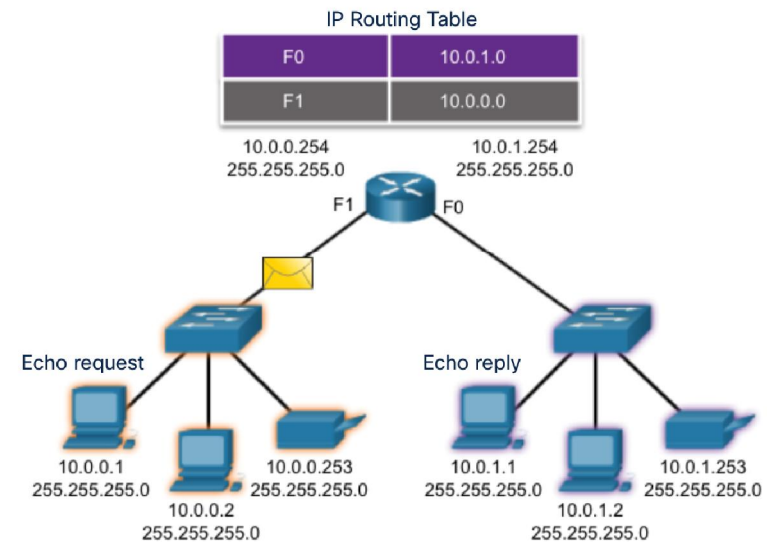 IP Routing Table
F0 10.0.1.0
F1 10.0.0.0
10.0.0.254
255.255.255.0
10.0.1.254
255.255.255.0
F1
F0
Echo request
Echo reply
10.0.0.1
255.255.255.0
10.0.0.2
255.255.255.0
10.0.0.253
255.255.255.0
10.0.1.1
255.255.255.0
10.0.1.2
255.255.255.0
10.0.1.253
255.255.255.0